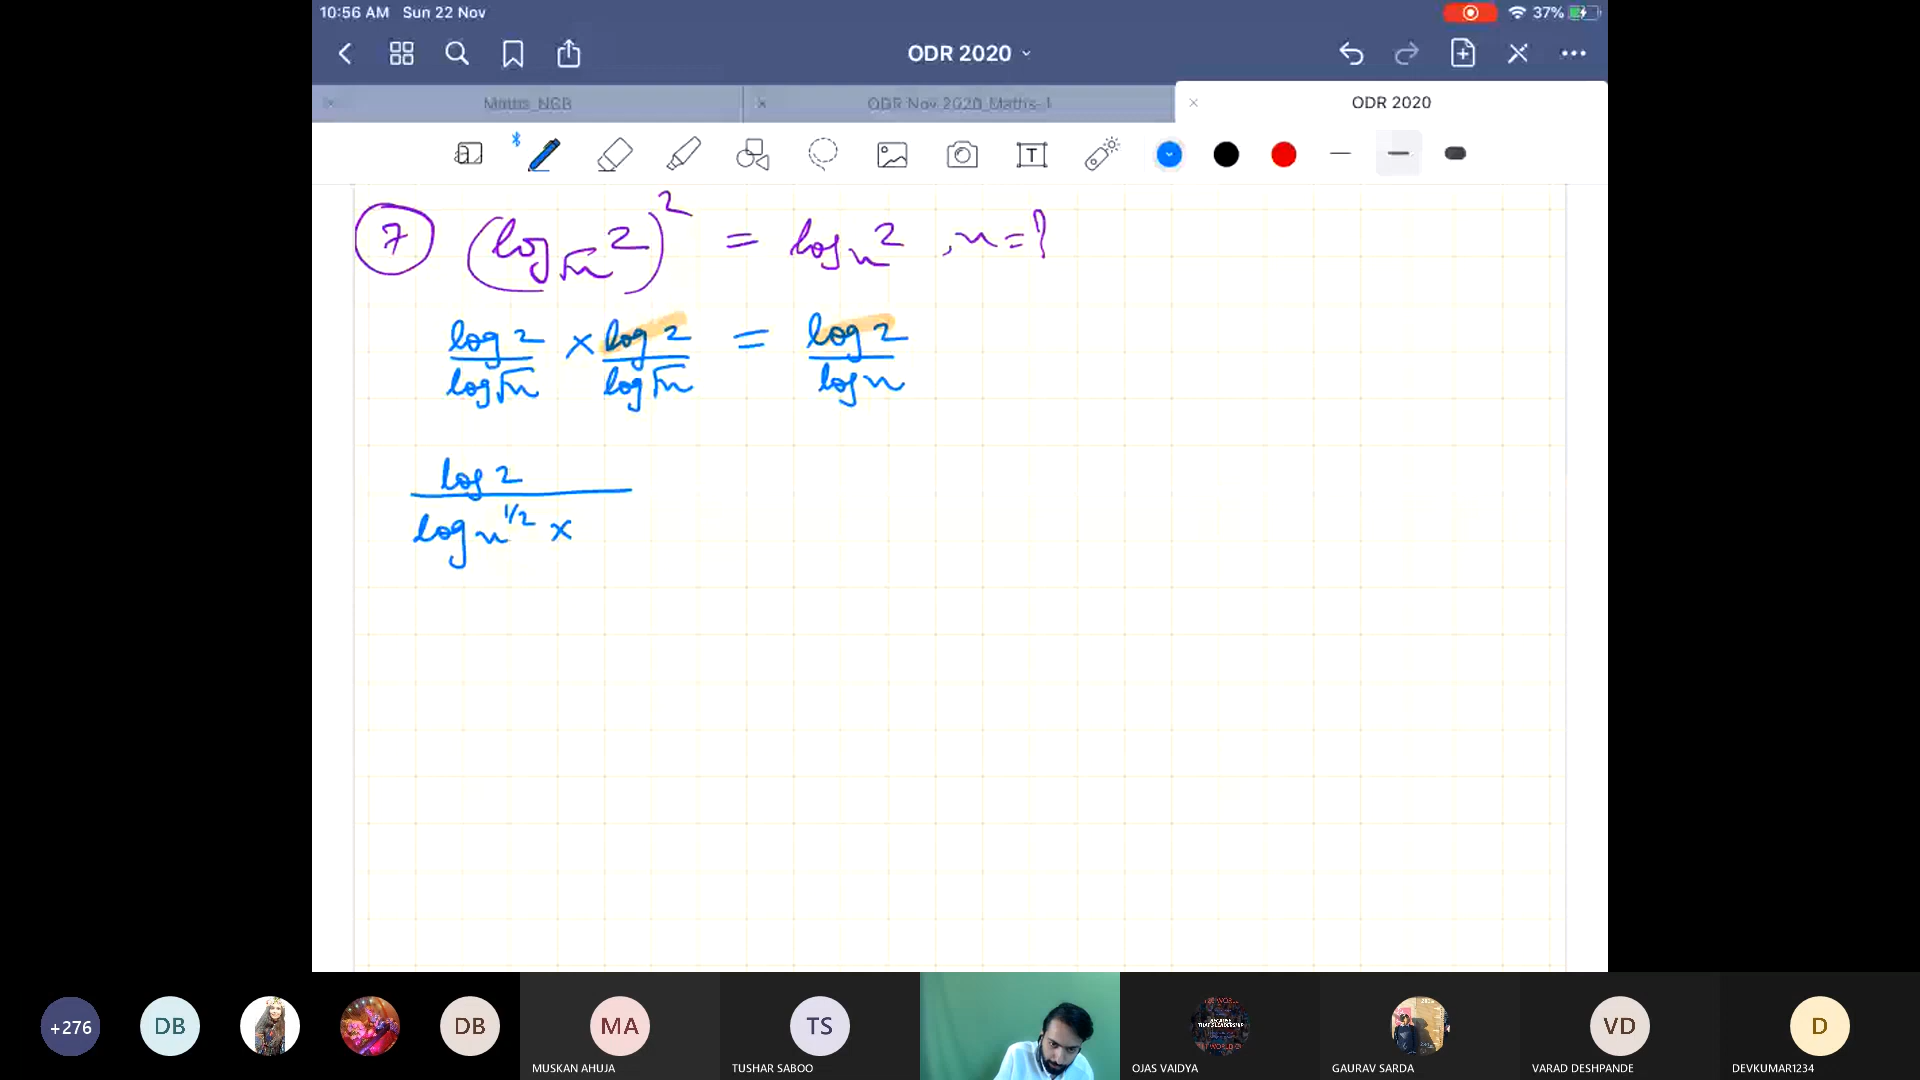 10:56 AM Sun 22 Nov
37%
ODR 2020
Maths_NCB
ODR Nov 2020_Maths-1
ODR 2020
7 (log√x 2)² = logx 2 , x = ?
log 2 / log √x × log 2 / log √x = log 2 / log x
log 2
log x^1/2 ×
+276
DB
DB
MA
TS
VD
D
MUSKAN AHUJA
TUSHAR SABOO
OJAS VAIDYA
GAURAV SARDA
VARAD DESHPANDE
DEVKUMAR1234